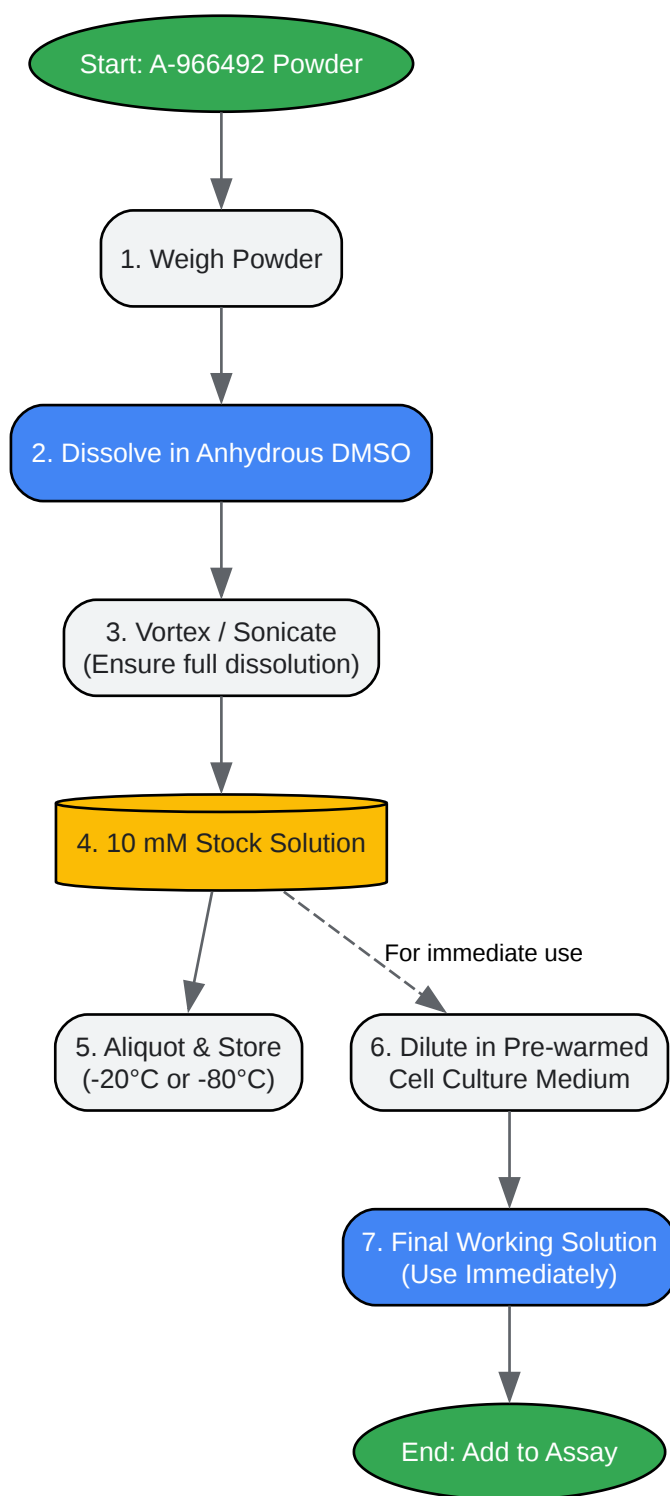 Start: A-966492 Powder
1. Weigh Powder
2. Dissolve in Anhydrous DMSO
3. Vortex / Sonicate
(Ensure full dissolution)
4. 10 mM Stock Solution
For immediate use
5. Aliquot & Store
(-20°C or -80°C)
6. Dilute in Pre-warmed
Cell Culture Medium
7. Final Working Solution
(Use Immediately)
End: Add to Assay